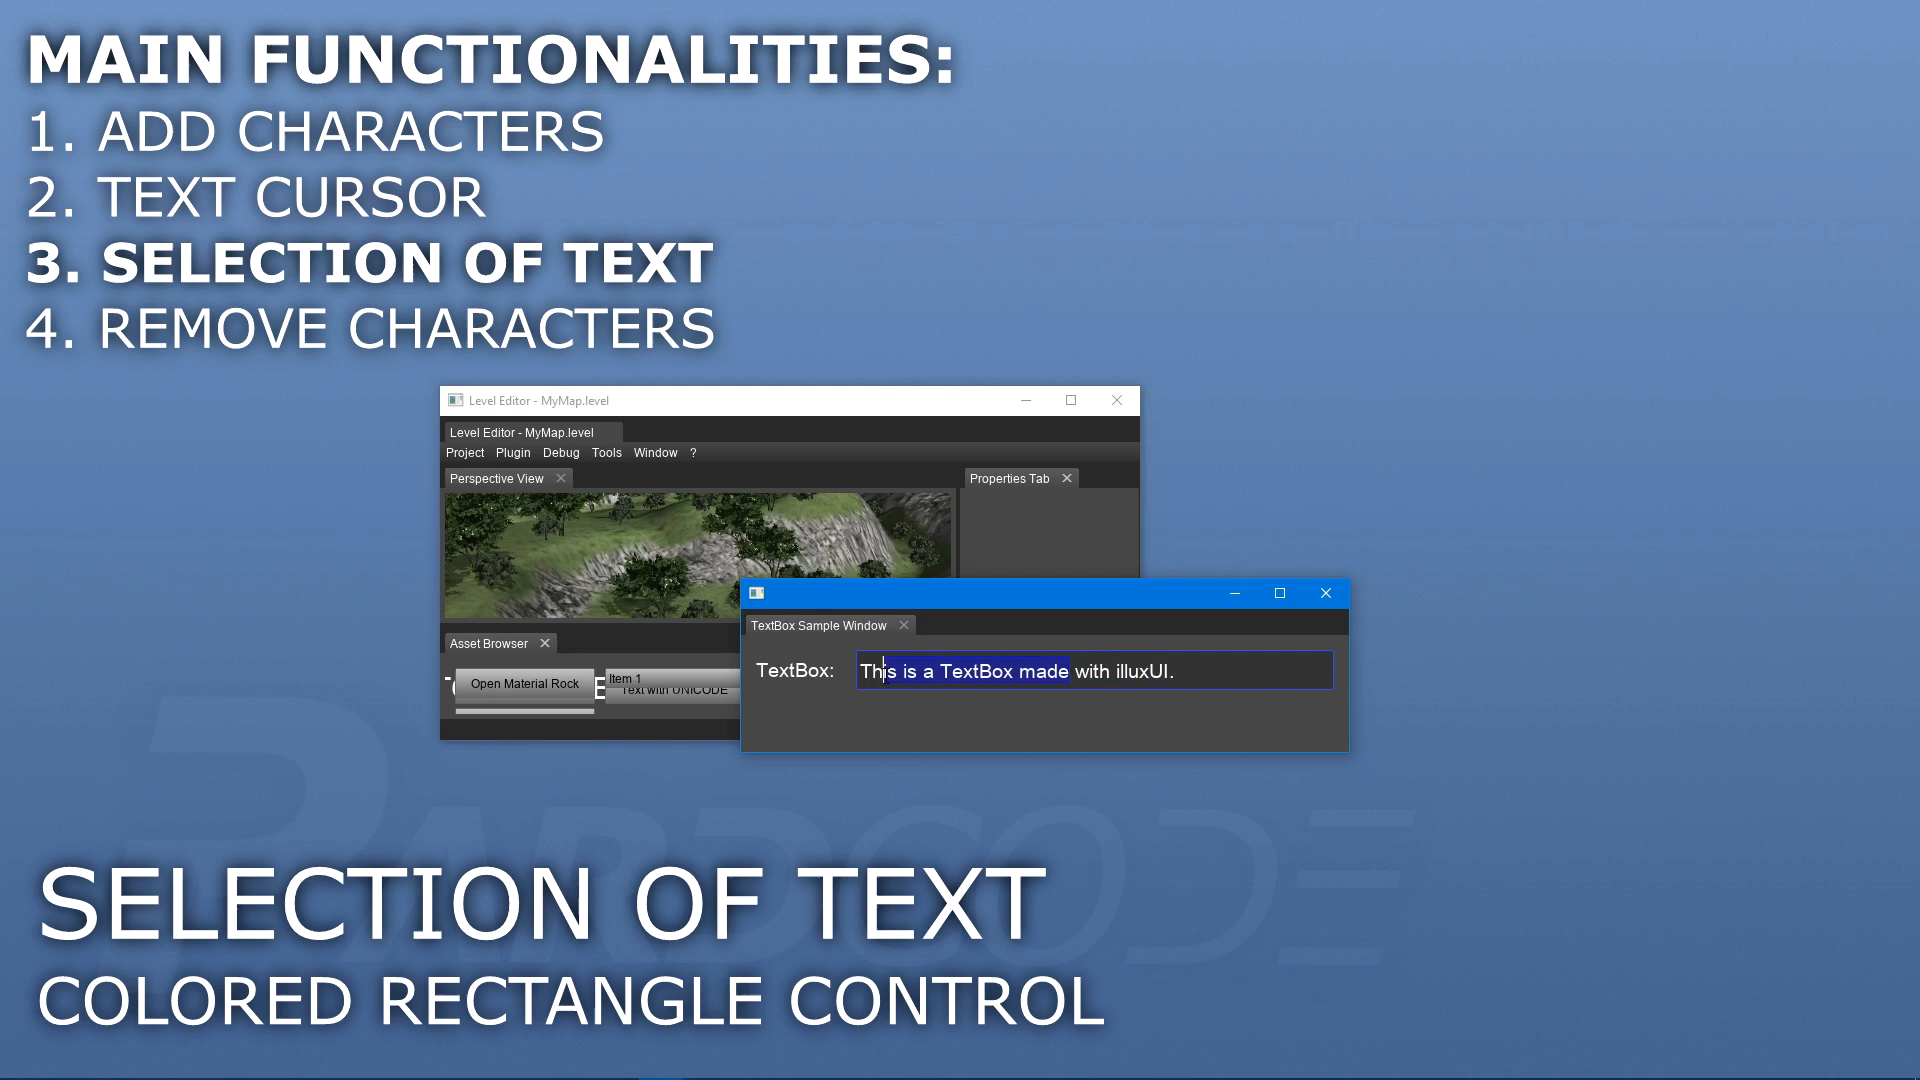 MAIN FUNCTIONALITIES:
1. ADD CHARACTERS
2. TEXT CURSOR
3. SELECTION OF TEXT
4. REMOVE CHARACTERS
Level Editor - MyMap.level
Level Editor - MyMap.level
Project Plugin Debug Tools Window ?
Perspective View
Properties Tab
Asset Browser
Open Material Rock
Item 1
Text with UNICODE
TextBox Sample Window
TextBox: This is a TextBox made with illuxUI.
PARDCODE
SELECTION OF TEXT
COLORED RECTANGLE CONTROL